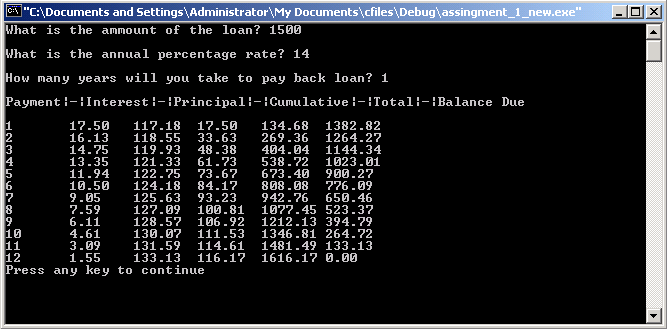 "C:\Documents and Settings\Administrator\My Documents\cfiles\Debug\assingment_1_new.exe"
What is the ammount of the loan? 1500
What is the annual percentage rate? 14
How many years will you take to pay back loan? 1
Payment|-|Interest|-|Principal|-|Cumulative|-|Total|-|Balance Due
1 17.50 117.18 17.50 134.68 1382.82
2 16.13 118.55 33.63 269.36 1264.27
3 14.75 119.93 48.38 404.04 1144.34
4 13.35 121.33 61.73 538.72 1023.01
5 11.94 122.75 73.67 673.40 900.27
6 10.50 124.18 84.17 808.08 776.09
7 9.05 125.63 93.23 942.76 650.46
8 7.59 127.09 100.81 1077.45 523.37
9 6.11 128.57 106.92 1212.13 394.79
10 4.61 130.07 111.53 1346.81 264.72
11 3.09 131.59 114.61 1481.49 133.13
12 1.55 133.13 116.17 1616.17 0.00
Press any key to continue